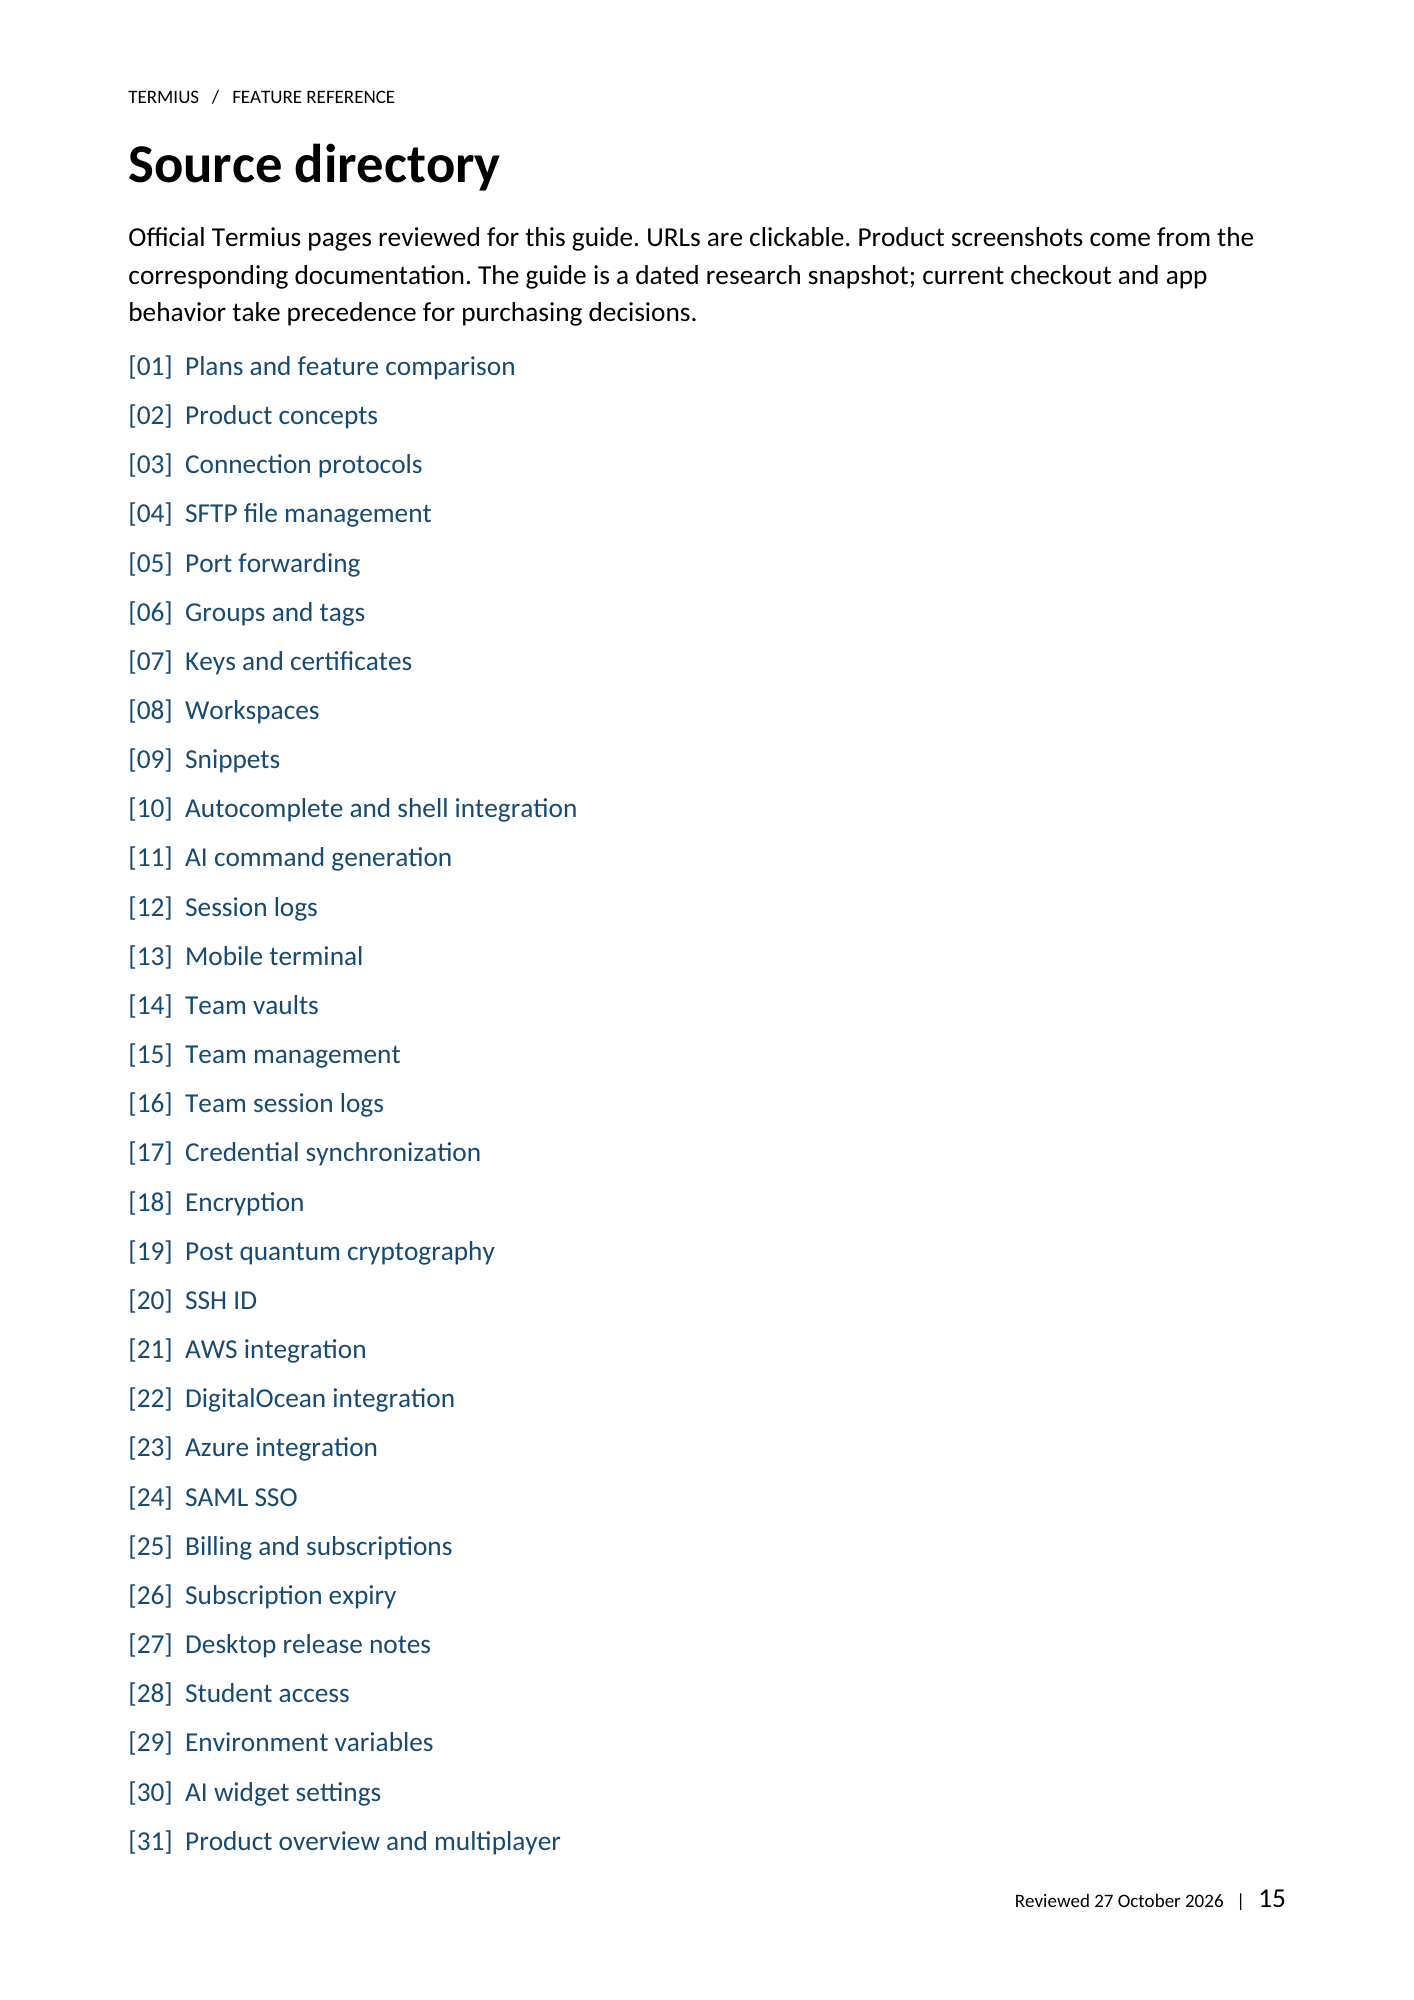 TERMIUS / FEATURE REFERENCE
Source directory
Official Termius pages reviewed for this guide. URLs are clickable. Product screenshots come from the
corresponding documentation. The guide is a dated research snapshot; current checkout and app
behavior take precedence for purchasing decisions.
[01] Plans and feature comparison
[02] Product concepts
[03] Connection protocols
[04] SFTP file management
[05] Port forwarding
[06] Groups and tags
[07] Keys and certificates
[08] Workspaces
[09] Snippets
[10] Autocomplete and shell integration
[11] AI command generation
[12] Session logs
[13] Mobile terminal
[14] Team vaults
[15] Team management
[16] Team session logs
[17] Credential synchronization
[18] Encryption
[19] Post quantum cryptography
[20] SSH ID
[21] AWS integration
[22] DigitalOcean integration
[23] Azure integration
[24] SAML SSO
[25] Billing and subscriptions
[26] Subscription expiry
[27] Desktop release notes
[28] Student access
[29] Environment variables
[30] AI widget settings
[31] Product overview and multiplayer
Reviewed 27 October 2026 | 15